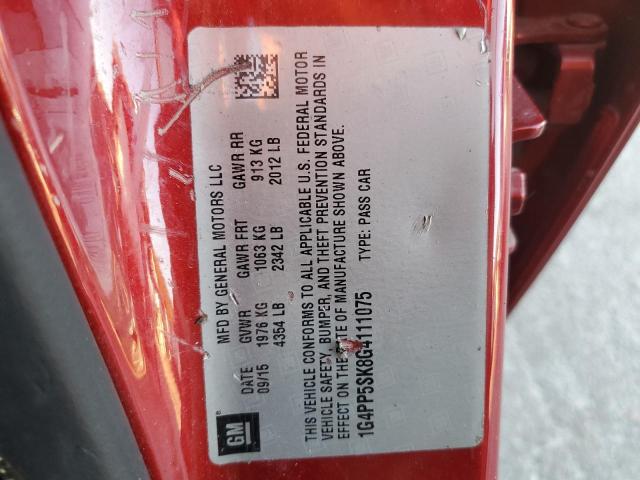 GM
MFD BY GENERAL MOTORS LLC
DATE GVWR GAWR FRT GAWR RR
09/15 1976 KG 1063 KG 913 KG
4354 LB 2342 LB 2012 LB
THIS VEHICLE CONFORMS TO ALL APPLICABLE U.S. FEDERAL MOTOR
VEHICLE SAFETY, BUMPER, AND THEFT PREVENTION STANDARDS IN
EFFECT ON THE DATE OF MANUFACTURE SHOWN ABOVE.
1G4PP5SK8G4111075 TYPE: PASS CAR